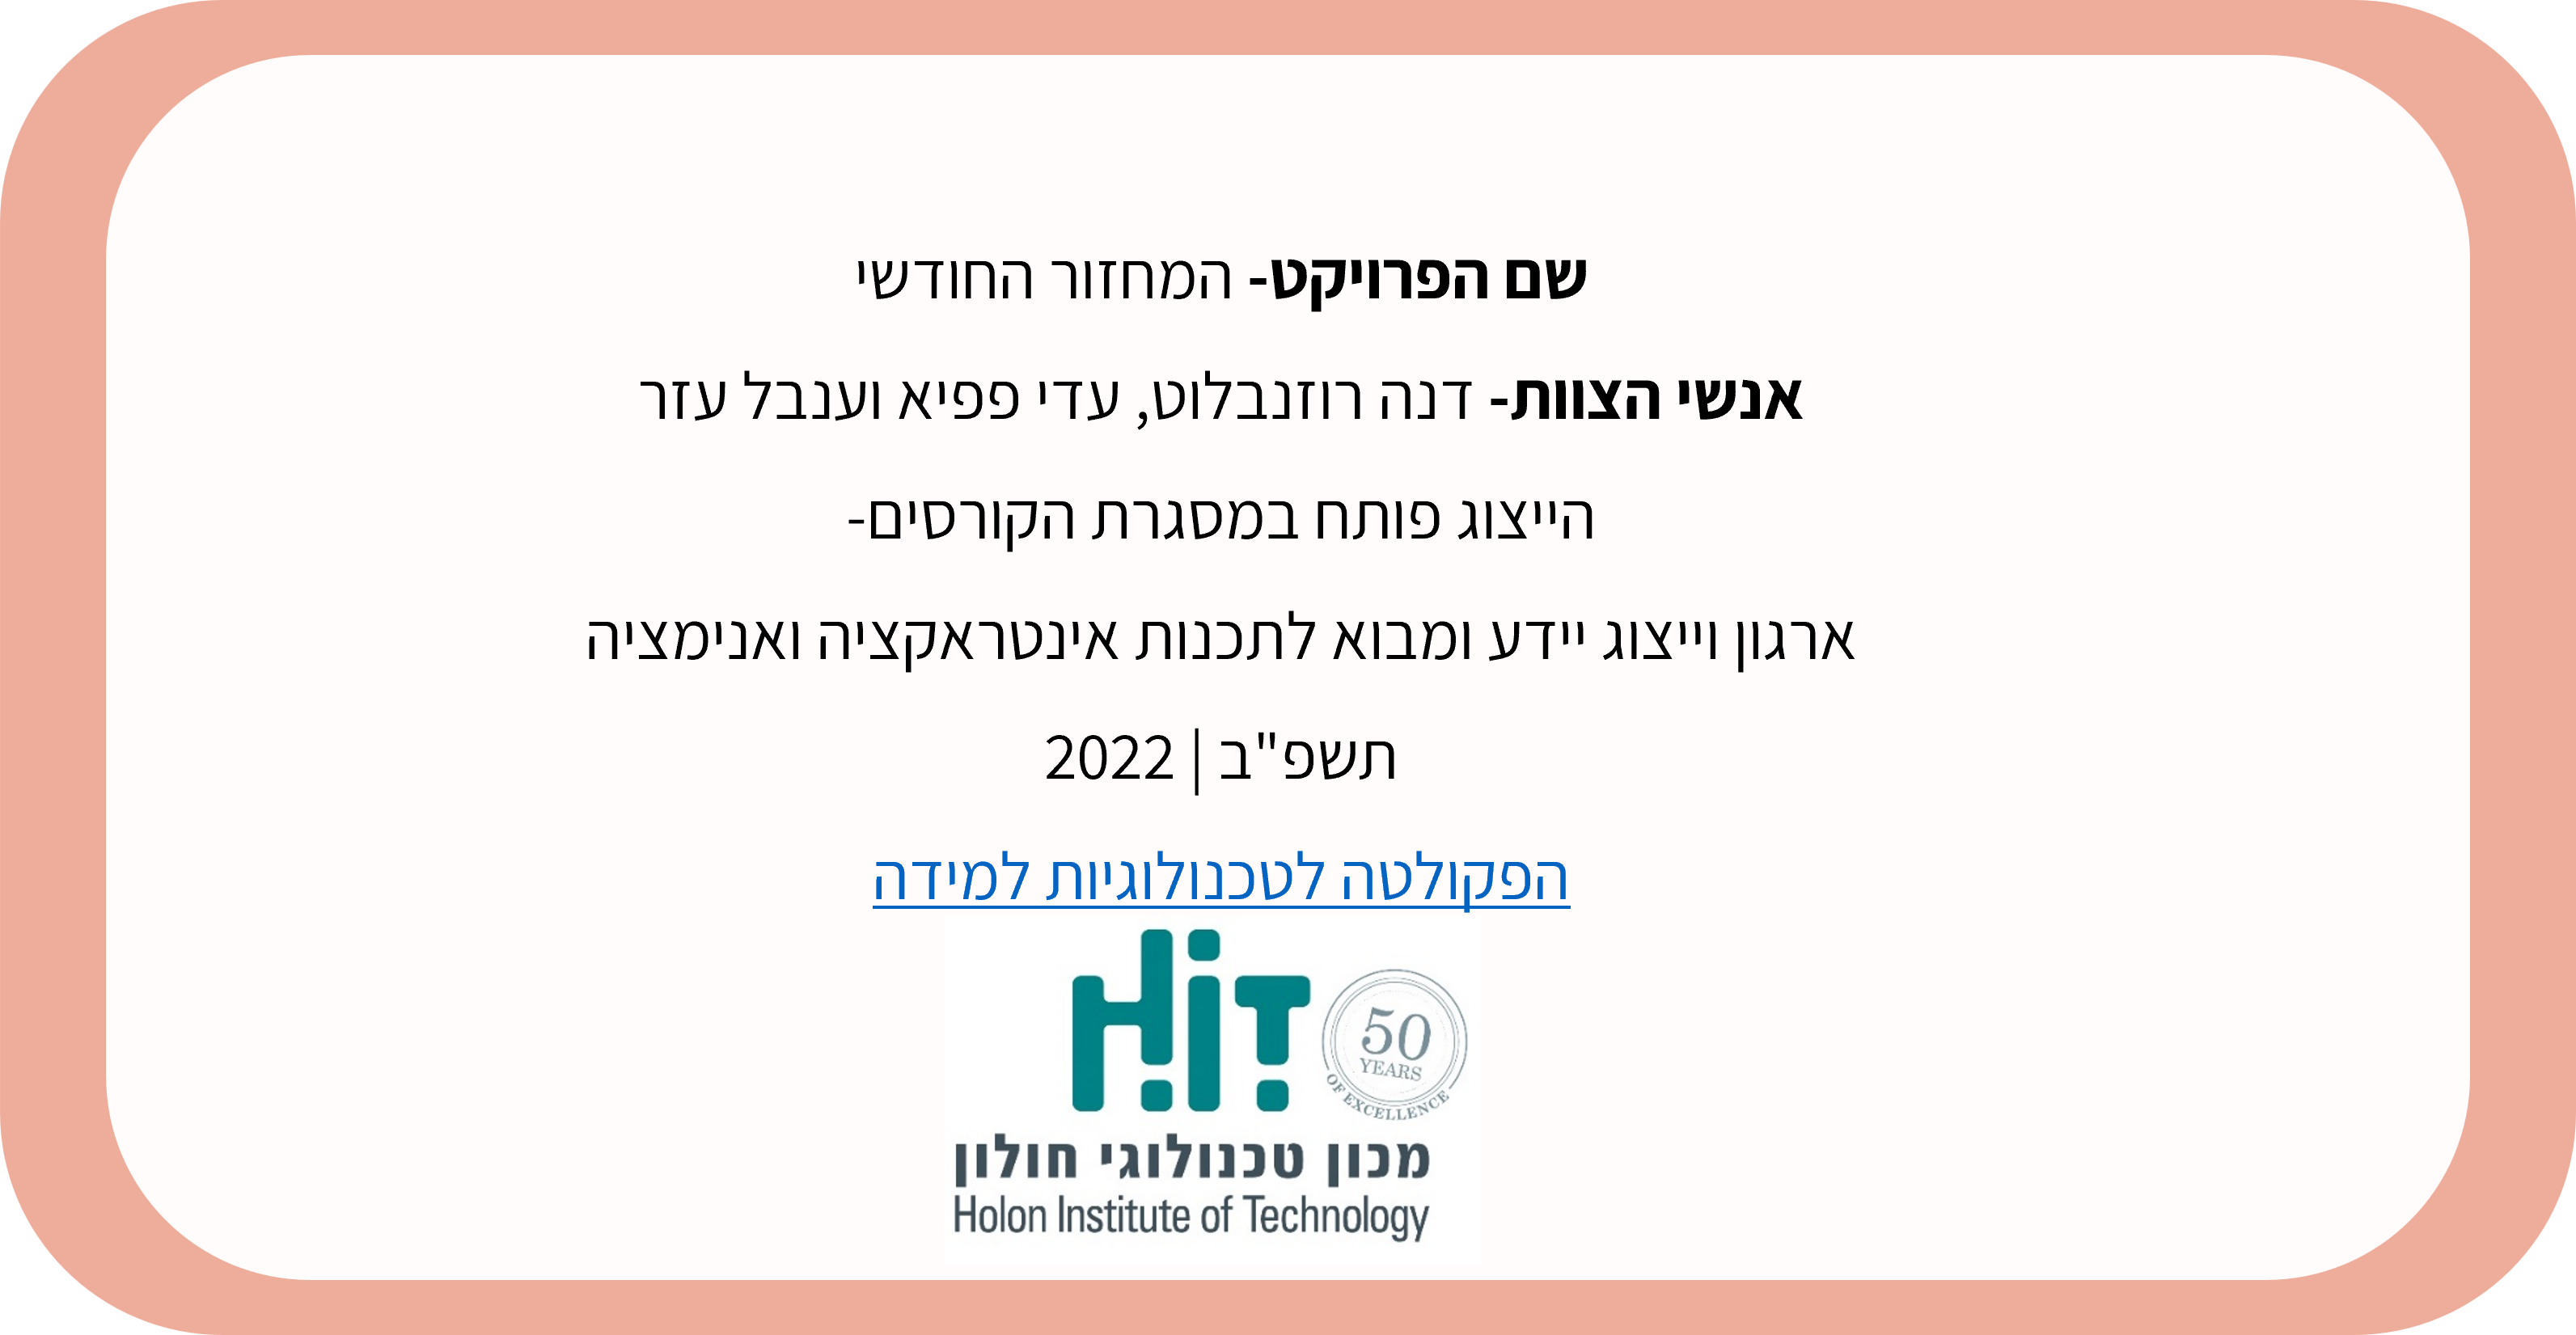 שם הפרויקט- המחזור החודשי
אנשי הצוות- דנה רוזנבלוט, עדי פפיא וענבל עזר
הייצוג פותח במסגרת הקורסים-
ארגון וייצוג יידע ומבוא לתכנות אינטראקציה ואנימציה
תשפ"ב | 2022
הפקולטה לטכנולוגיות למידה
HiT
50
YEARS
OF EXCELLENCE
מכון טכנולוגי חולון
Holon Institute of Technology